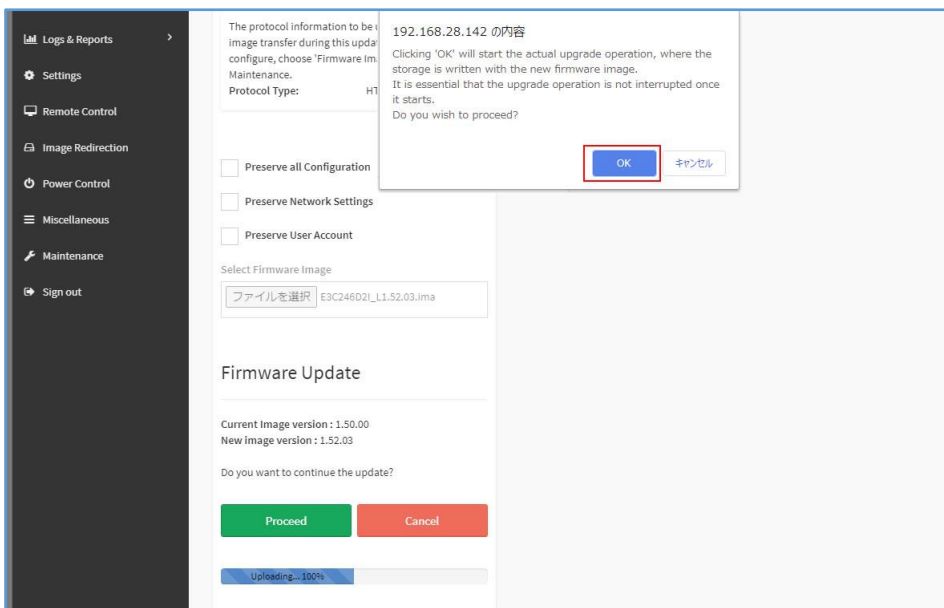 Logs & Reports
Settings
Remote Control
Image Redirection
Power Control
Miscellaneous
Maintenance
Sign out
The protocol information to be
image transfer during this upda
configure, choose 'Firmware Im
Maintenance.
Protocol Type: HT
192.168.28.142 の内容
Clicking 'OK' will start the actual upgrade operation, where the
storage is written with the new firmware image.
It is essential that the upgrade operation is not interrupted once
it starts.
Do you wish to proceed?
OK
キャンセル
Preserve all Configuration
Preserve Network Settings
Preserve User Account
Select Firmware Image
ファイルを選択 E3C246D2I_L1.52.03.ima
Firmware Update
Current Image version : 1.50.00
New image version : 1.52.03
Do you want to continue the update?
Proceed
Cancel
Uploading... 100%